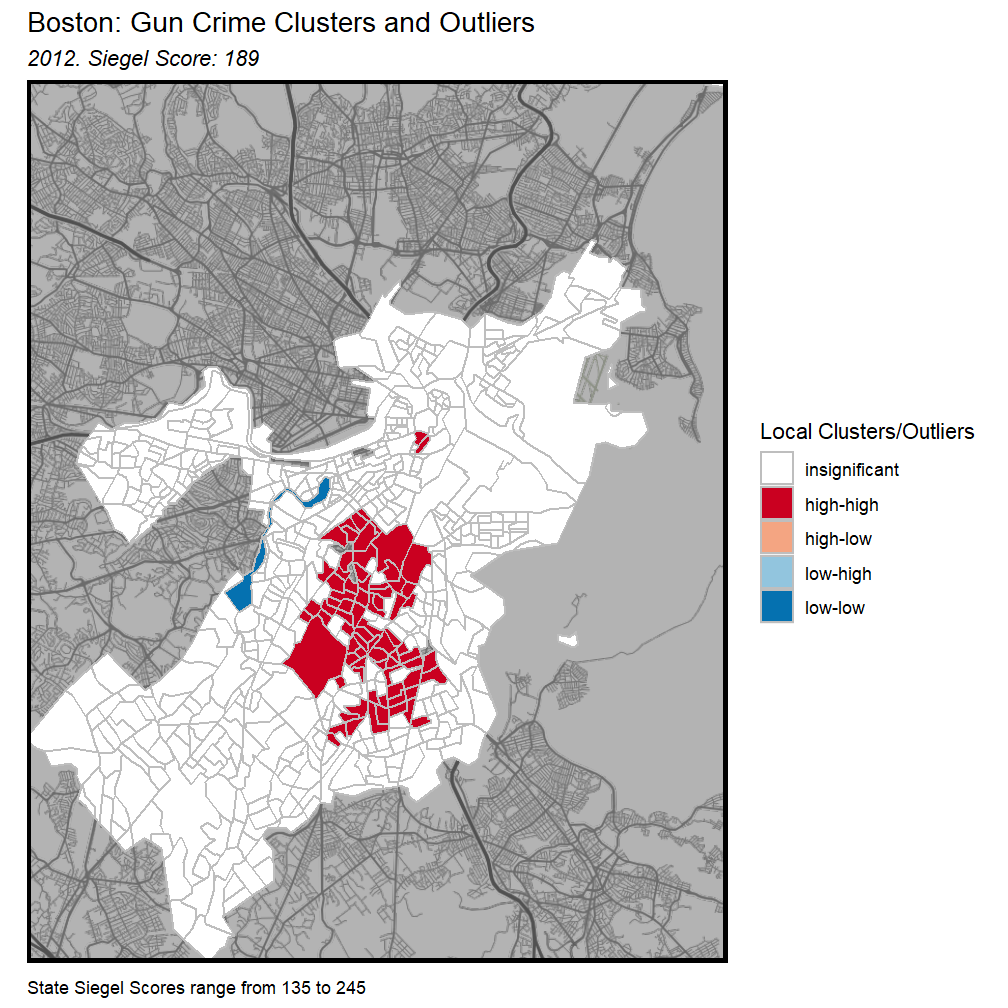 Boston: Gun Crime Clusters and Outliers
2012. Siegel Score: 189
Local Clusters/Outliers
insignificant
high-high
high-low
low-high
low-low
State Siegel Scores range from 135 to 245